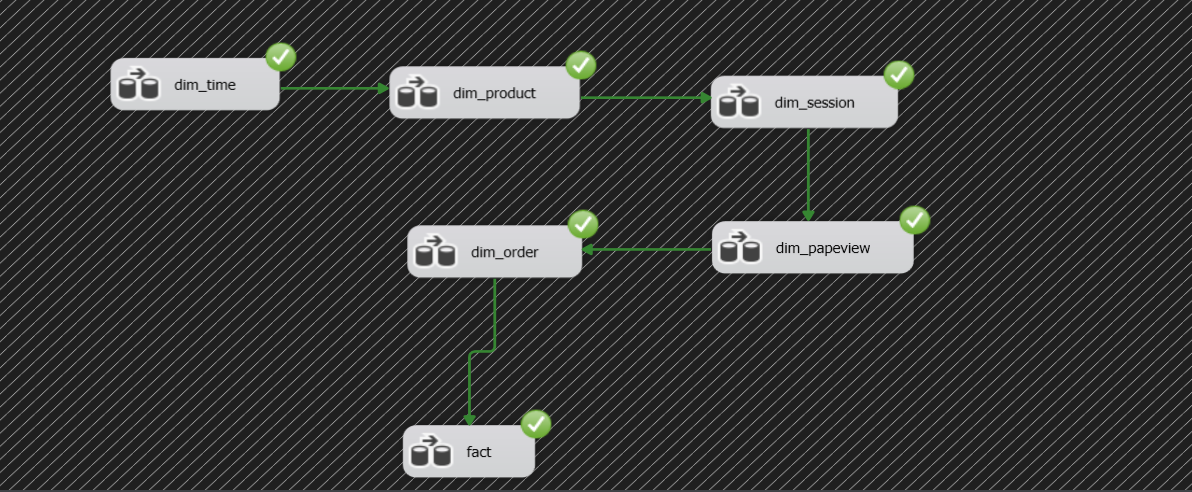 dim_time
dim_product
dim_session
dim_papeview
dim_order
fact